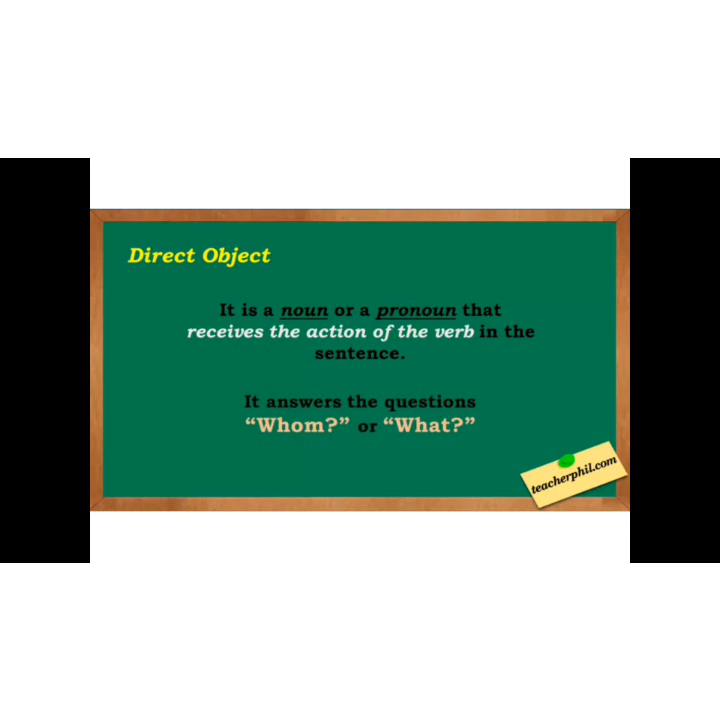 Direct Object
It is a noun or a pronoun that
receives the action of the verb in the
sentence.
It answers the questions
“Whom?” or “What?”
teacherphil.com